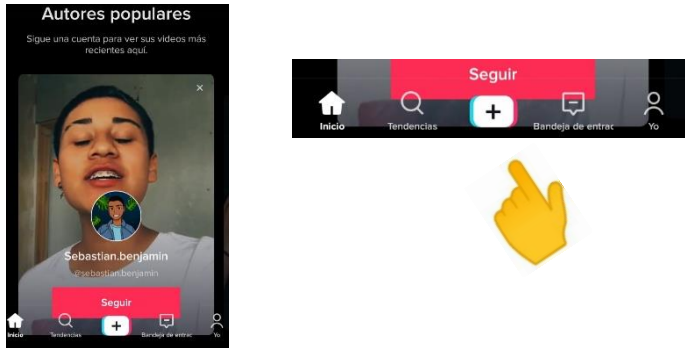 Autores populares
Sigue una cuenta para ver sus videos más
recientes aquí.
Sebastian.benjamin
@sebastian.benjamin
Seguir
Inicio
Tendencias
Bandeja de entrac
Yo
Seguir
Inicio
Tendencias
Bandeja de entrac
Yo